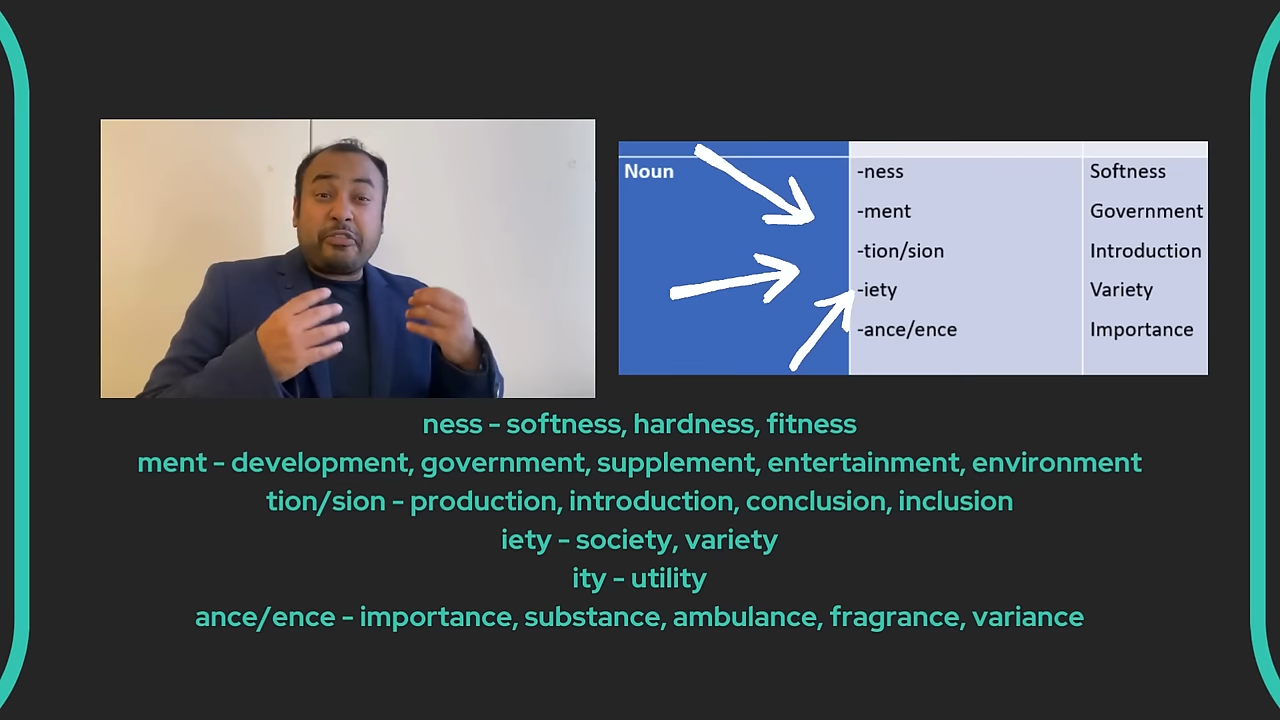 Noun
-ness Softness
-ment Government
-tion/sion Introduction
-iety Variety
-ance/ence Importance
ness - softness, hardness, fitness
ment - development, government, supplement, entertainment, environment
tion/sion - production, introduction, conclusion, inclusion
iety - society, variety
ity - utility
ance/ence - importance, substance, ambulance, fragrance, variance